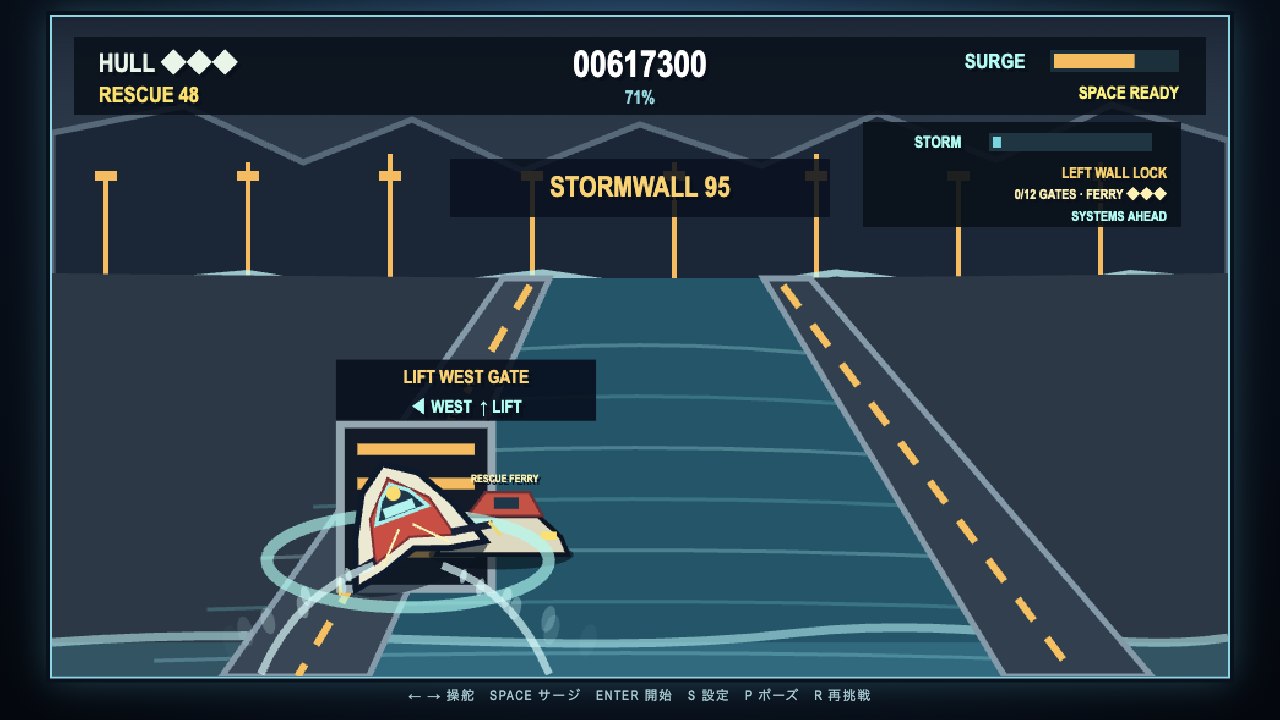 HULL ◆◆◆
RESCUE 48
00617300
71%
SURGE
SPACE READY
STORM
LEFT WALL LOCK
0/12 GATES · FERRY ◆◆◆
SYSTEMS AHEAD
STORMWALL 95
LIFT WEST GATE
◀ WEST ↑ LIFT
RESCUE FERRY
← → 操舵 SPACE サージ ENTER 開始 S 設定 P ポーズ R 再挑戦